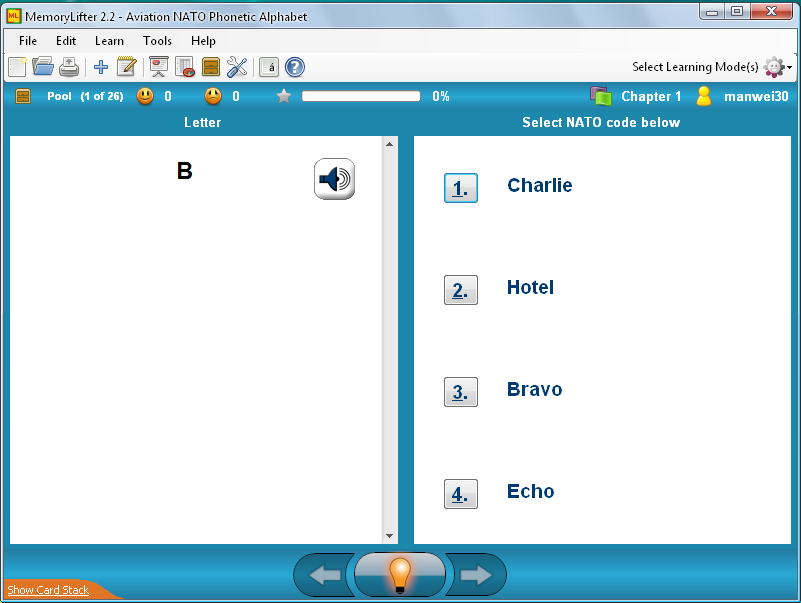 MemoryLifter 2.2 - Aviation NATO Phonetic Alphabet
File Edit Learn Tools Help
Select Learning Mode(s)
Pool (1 of 26) 0 0 0% Chapter 1 manwei30
Letter
Select NATO code below
B
1. Charlie
2. Hotel
3. Bravo
4. Echo
Show Card Stack